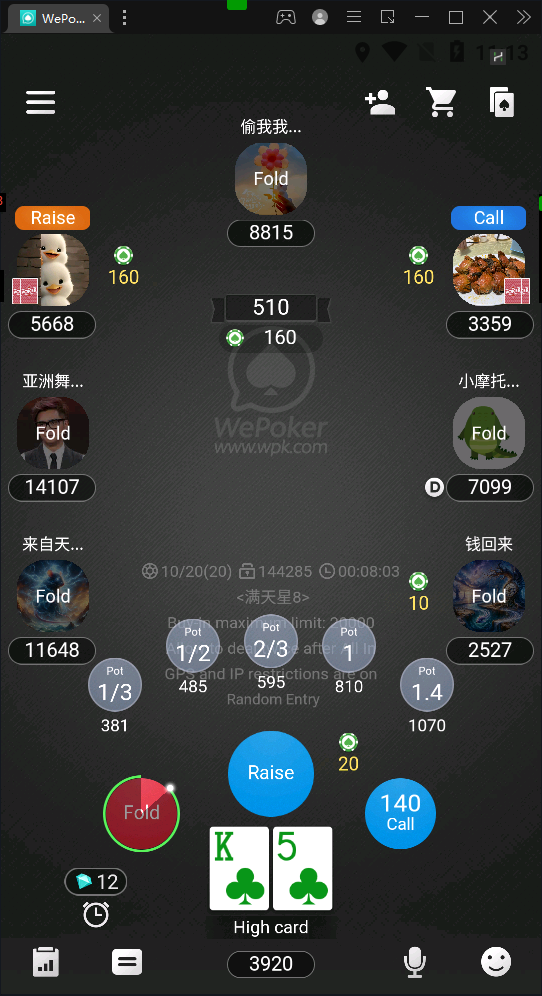 WePo...
11:13
偷我我...
Fold
8815
Raise
160
5668
Call
160
3359
510
160
WePoker
www.wpk.com
亚洲舞...
Fold
14107
小摩托...
Fold
D
7099
来自天...
Fold
11648
钱回来
Fold
10
2527
10/20(20) 144285 00:08:03
<满天星8>
Buy-in maximum limit: 20000
GPS and IP restrictions are on
Random Entry
Pot
1/3
381
Pot
1/2
485
Pot
2/3
595
Pot
1
810
Pot
1.4
1070
Raise
20
Fold
140
Call
K
5
12
High card
3920